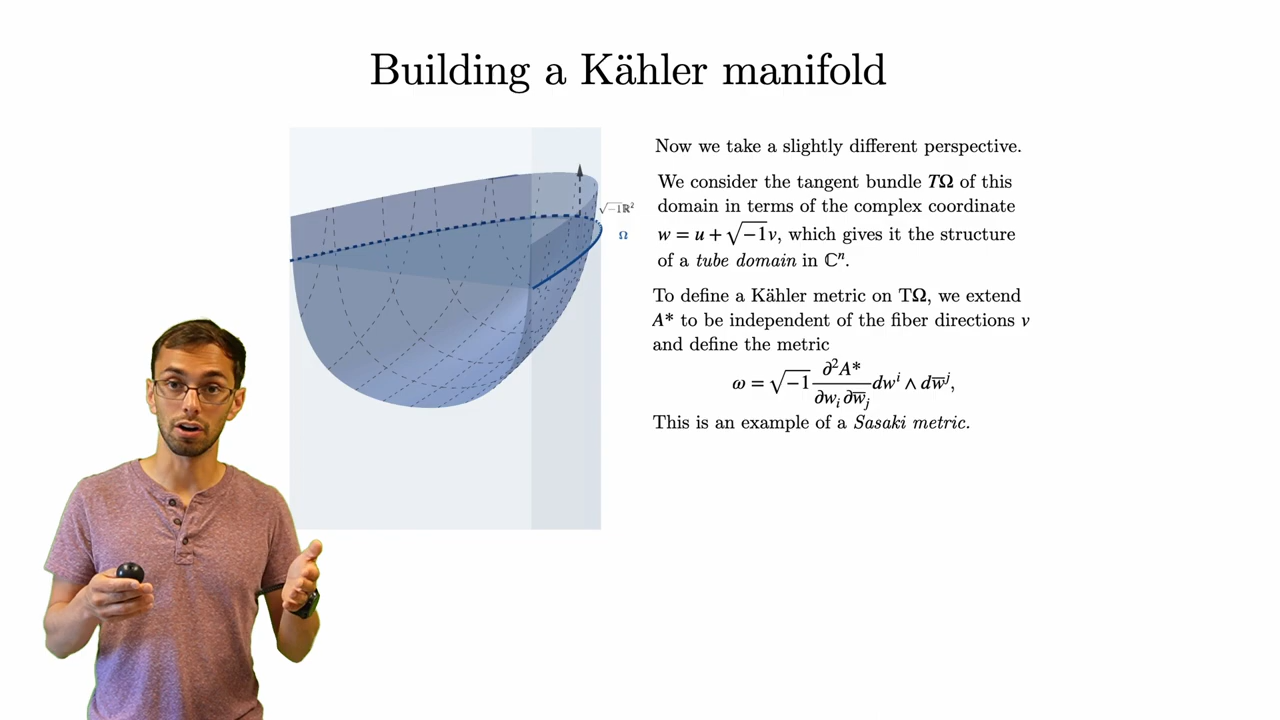 Building a Kähler manifold
Now we take a slightly different perspective.
We consider the tangent bundle TΩ of this
domain in terms of the complex coordinate
w = u + √−1v, which gives it the structure
of a tube domain in ℂⁿ.
√−1ℝ²
Ω
To define a Kähler metric on TΩ, we extend
A* to be independent of the fiber directions v
and define the metric
ω = √−1 ∂²A*/∂wᵢ∂w̅ⱼ dwⁱ ∧ dw̅ʲ,
This is an example of a Sasaki metric.